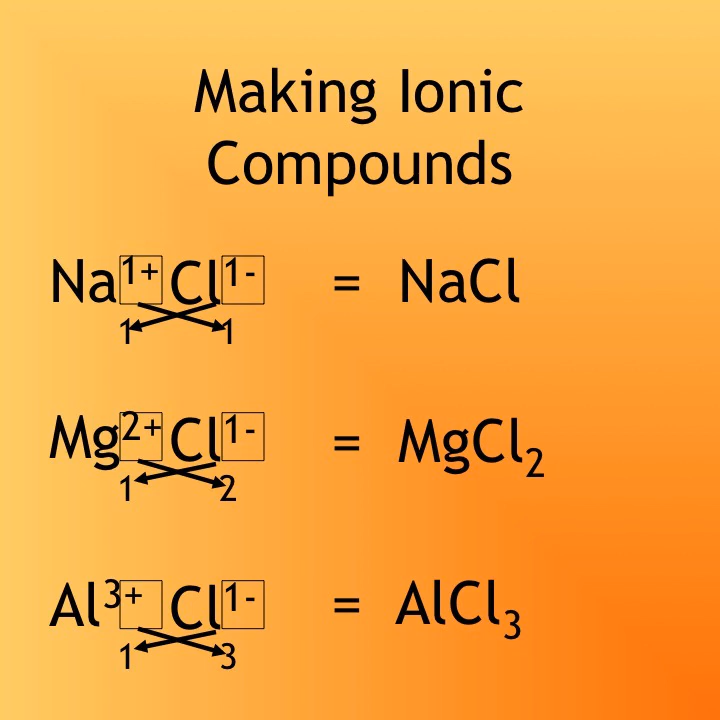 Making Ionic
Compounds
Na¹⁺ Cl¹⁻ = NaCl
1 1
Mg²⁺ Cl¹⁻ = MgCl₂
1 2
Al³⁺ Cl¹⁻ = AlCl₃
1 3